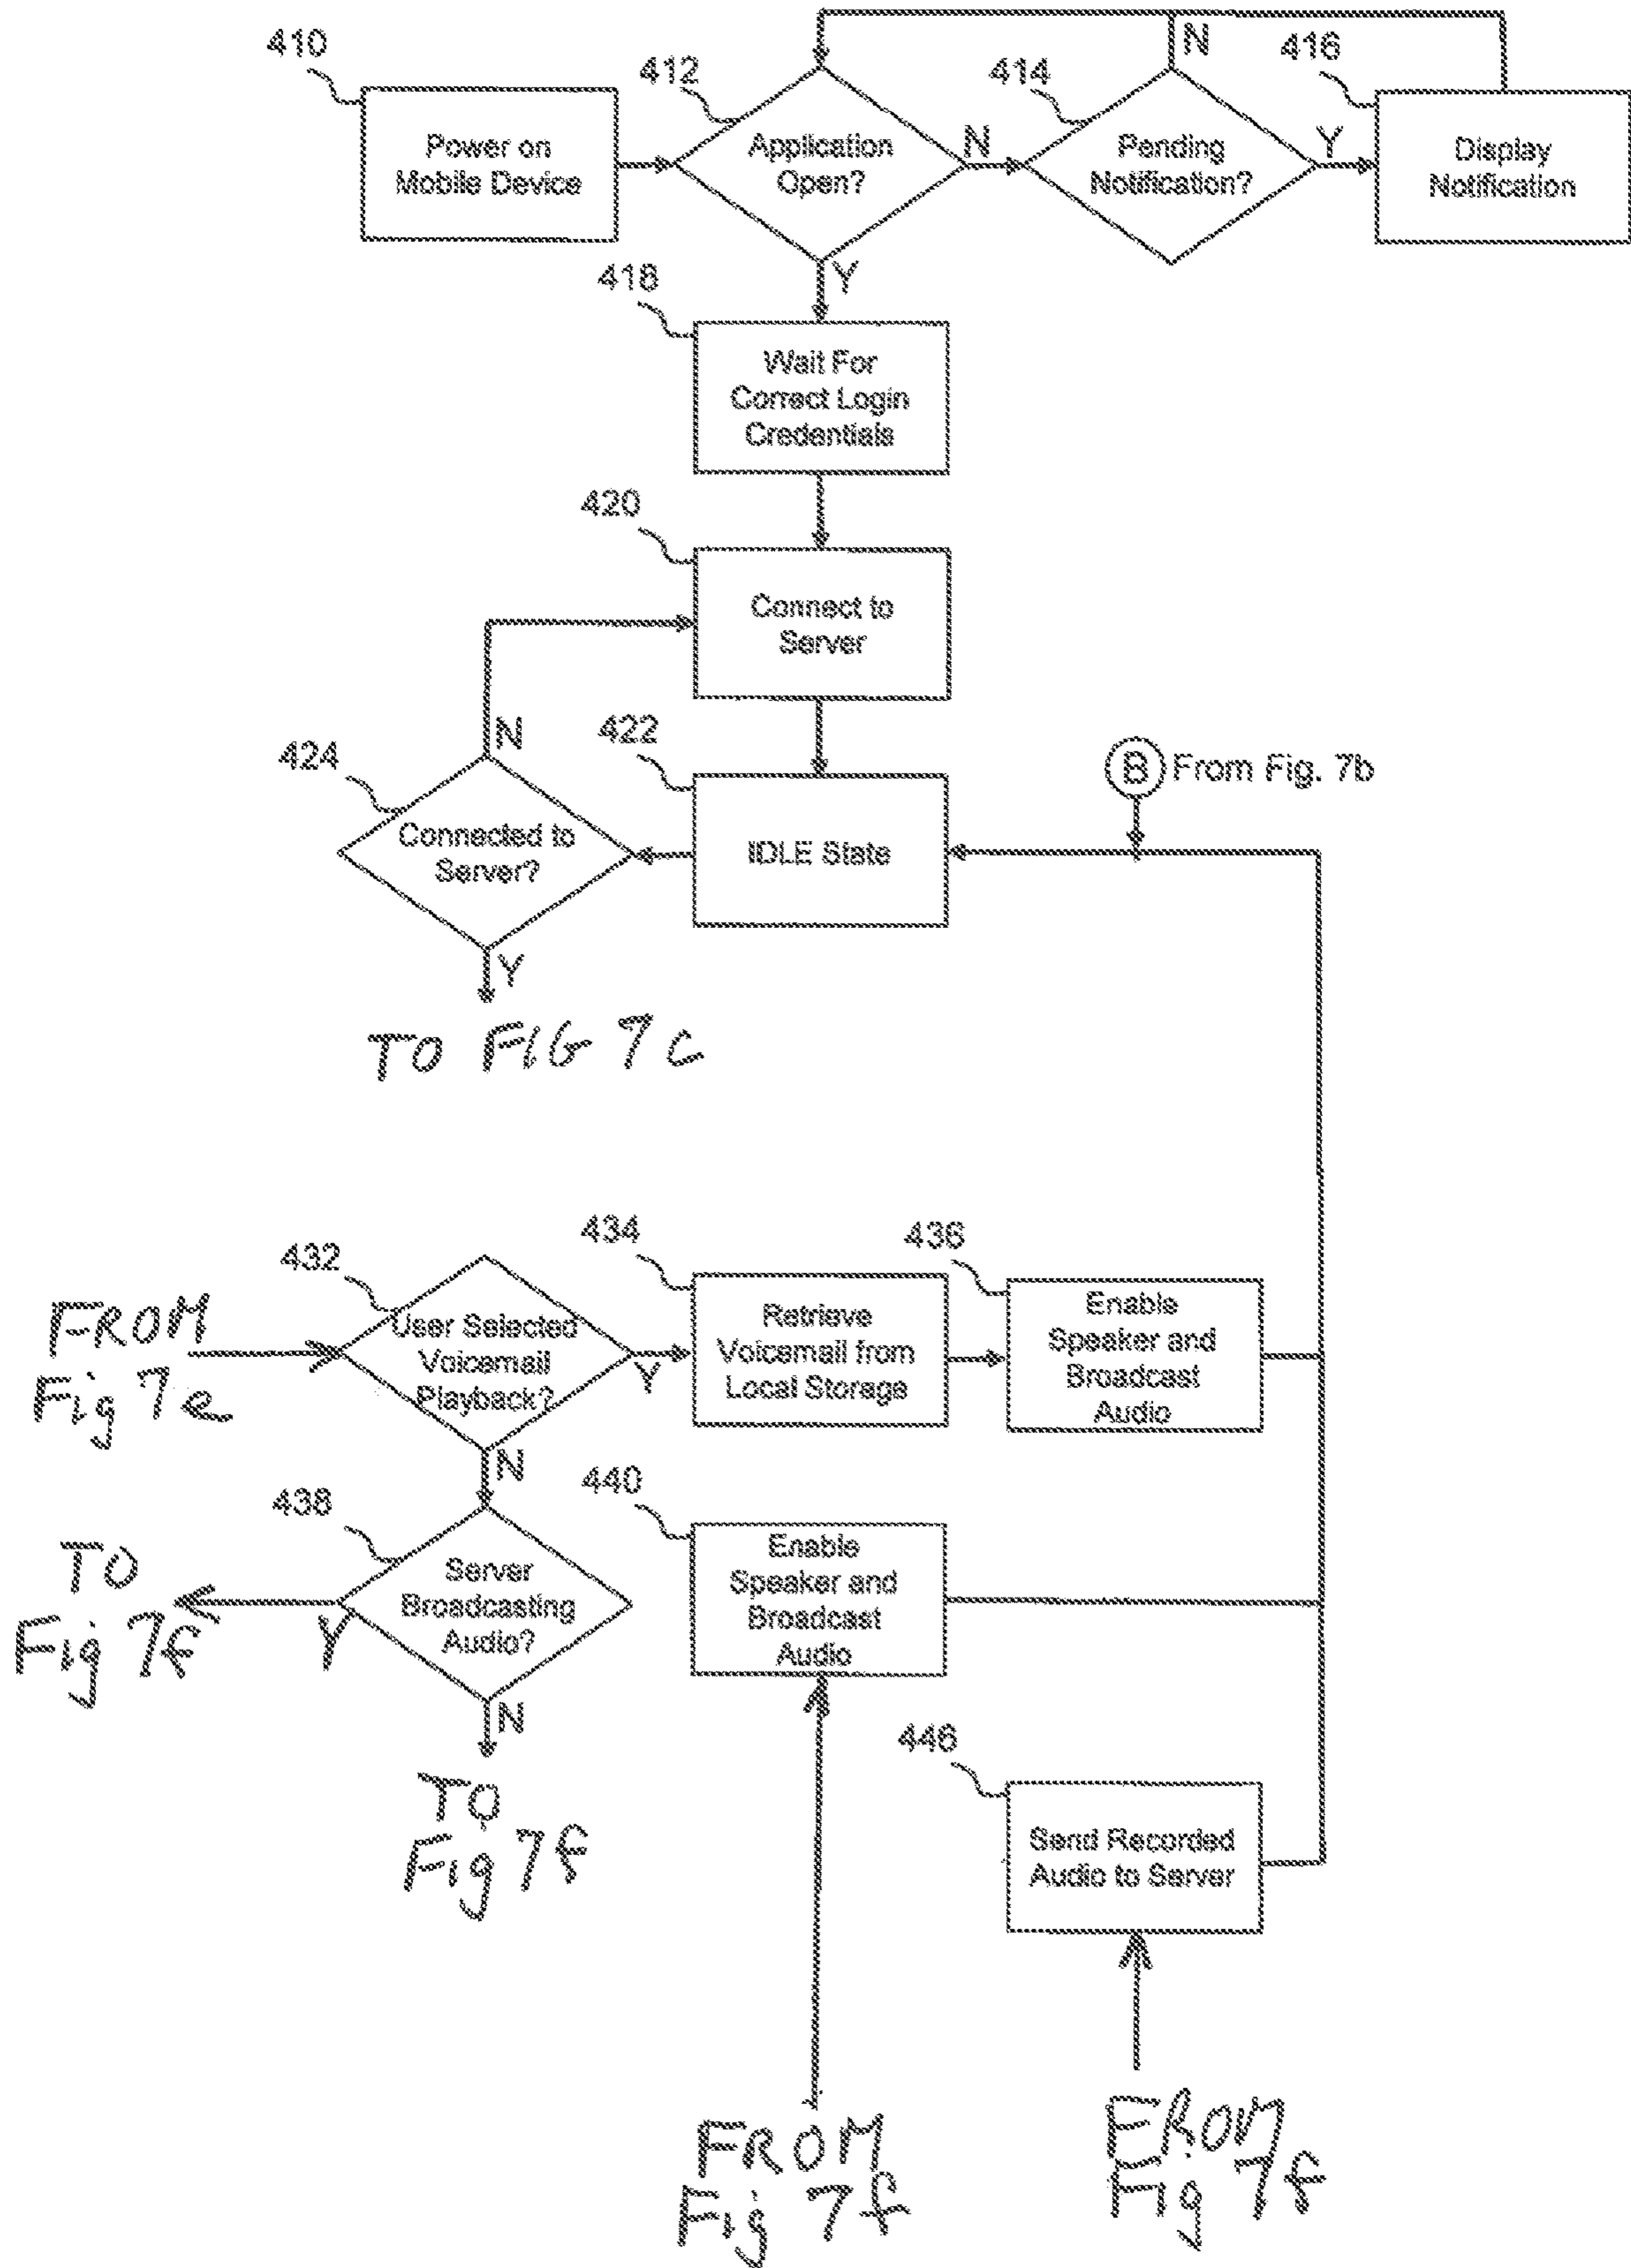 410
Power on
Mobile Device
412
Application
Open?
N
Y
414
Pending
Notification?
N
Y
416
Display
Notification
418
Wait For
Correct Login
Credentials
420
Connect to
Server
422
IDLE State
424
Connected to
Server?
N
Y
TO FIG 7c
B From Fig. 7b
FROM
Fig 7e
432
User Selected
Voicemail
Playback?
Y
N
434
Retrieve
Voicemail from
Local Storage
436
Enable
Speaker and
Broadcast
Audio
438
Server
Broadcasting
Audio?
Y
N
TO
Fig 7f
TO
Fig 7f
440
Enable
Speaker and
Broadcast
Audio
446
Send Recorded
Audio to Server
FROM
Fig 7f
FROM
Fig 7f